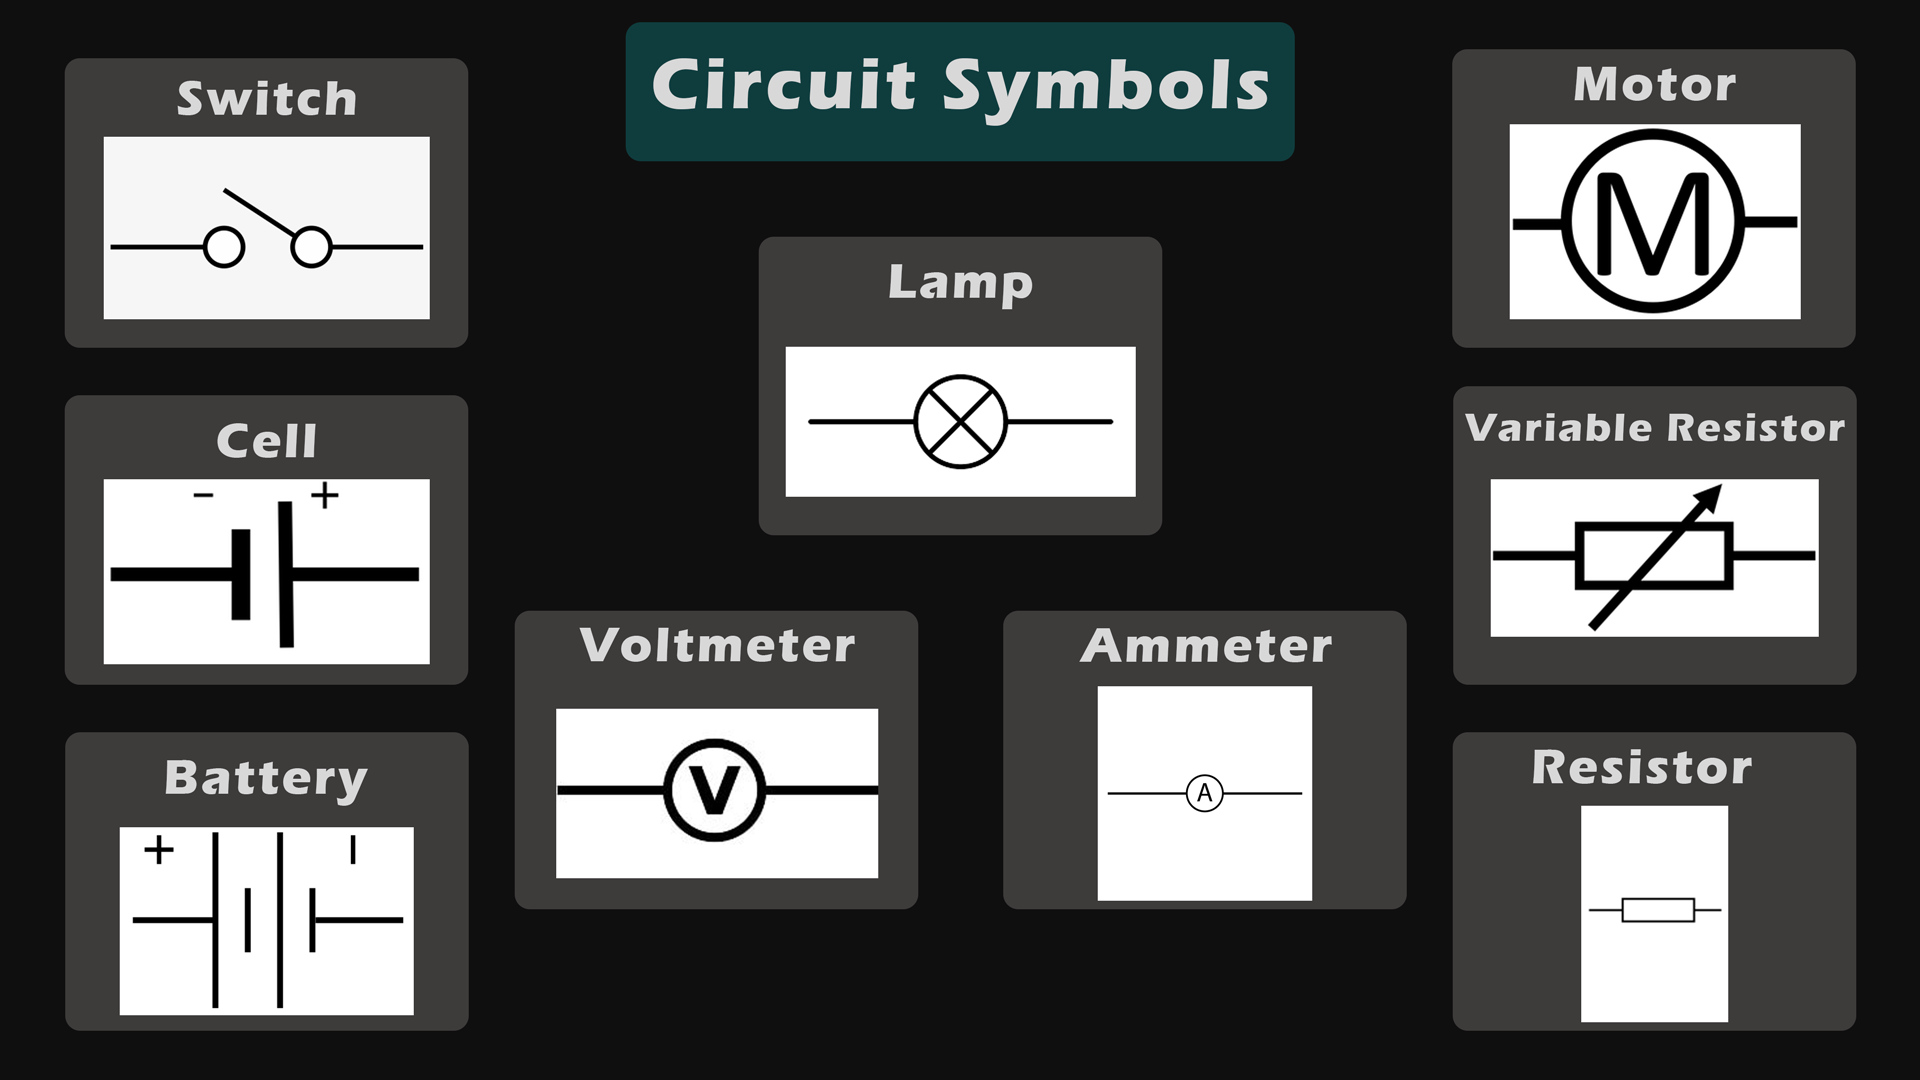 Circuit Symbols
Switch
Motor
M
Lamp
Cell
- +
Variable Resistor
Voltmeter
V
Ammeter
A
Battery
+ -
Resistor